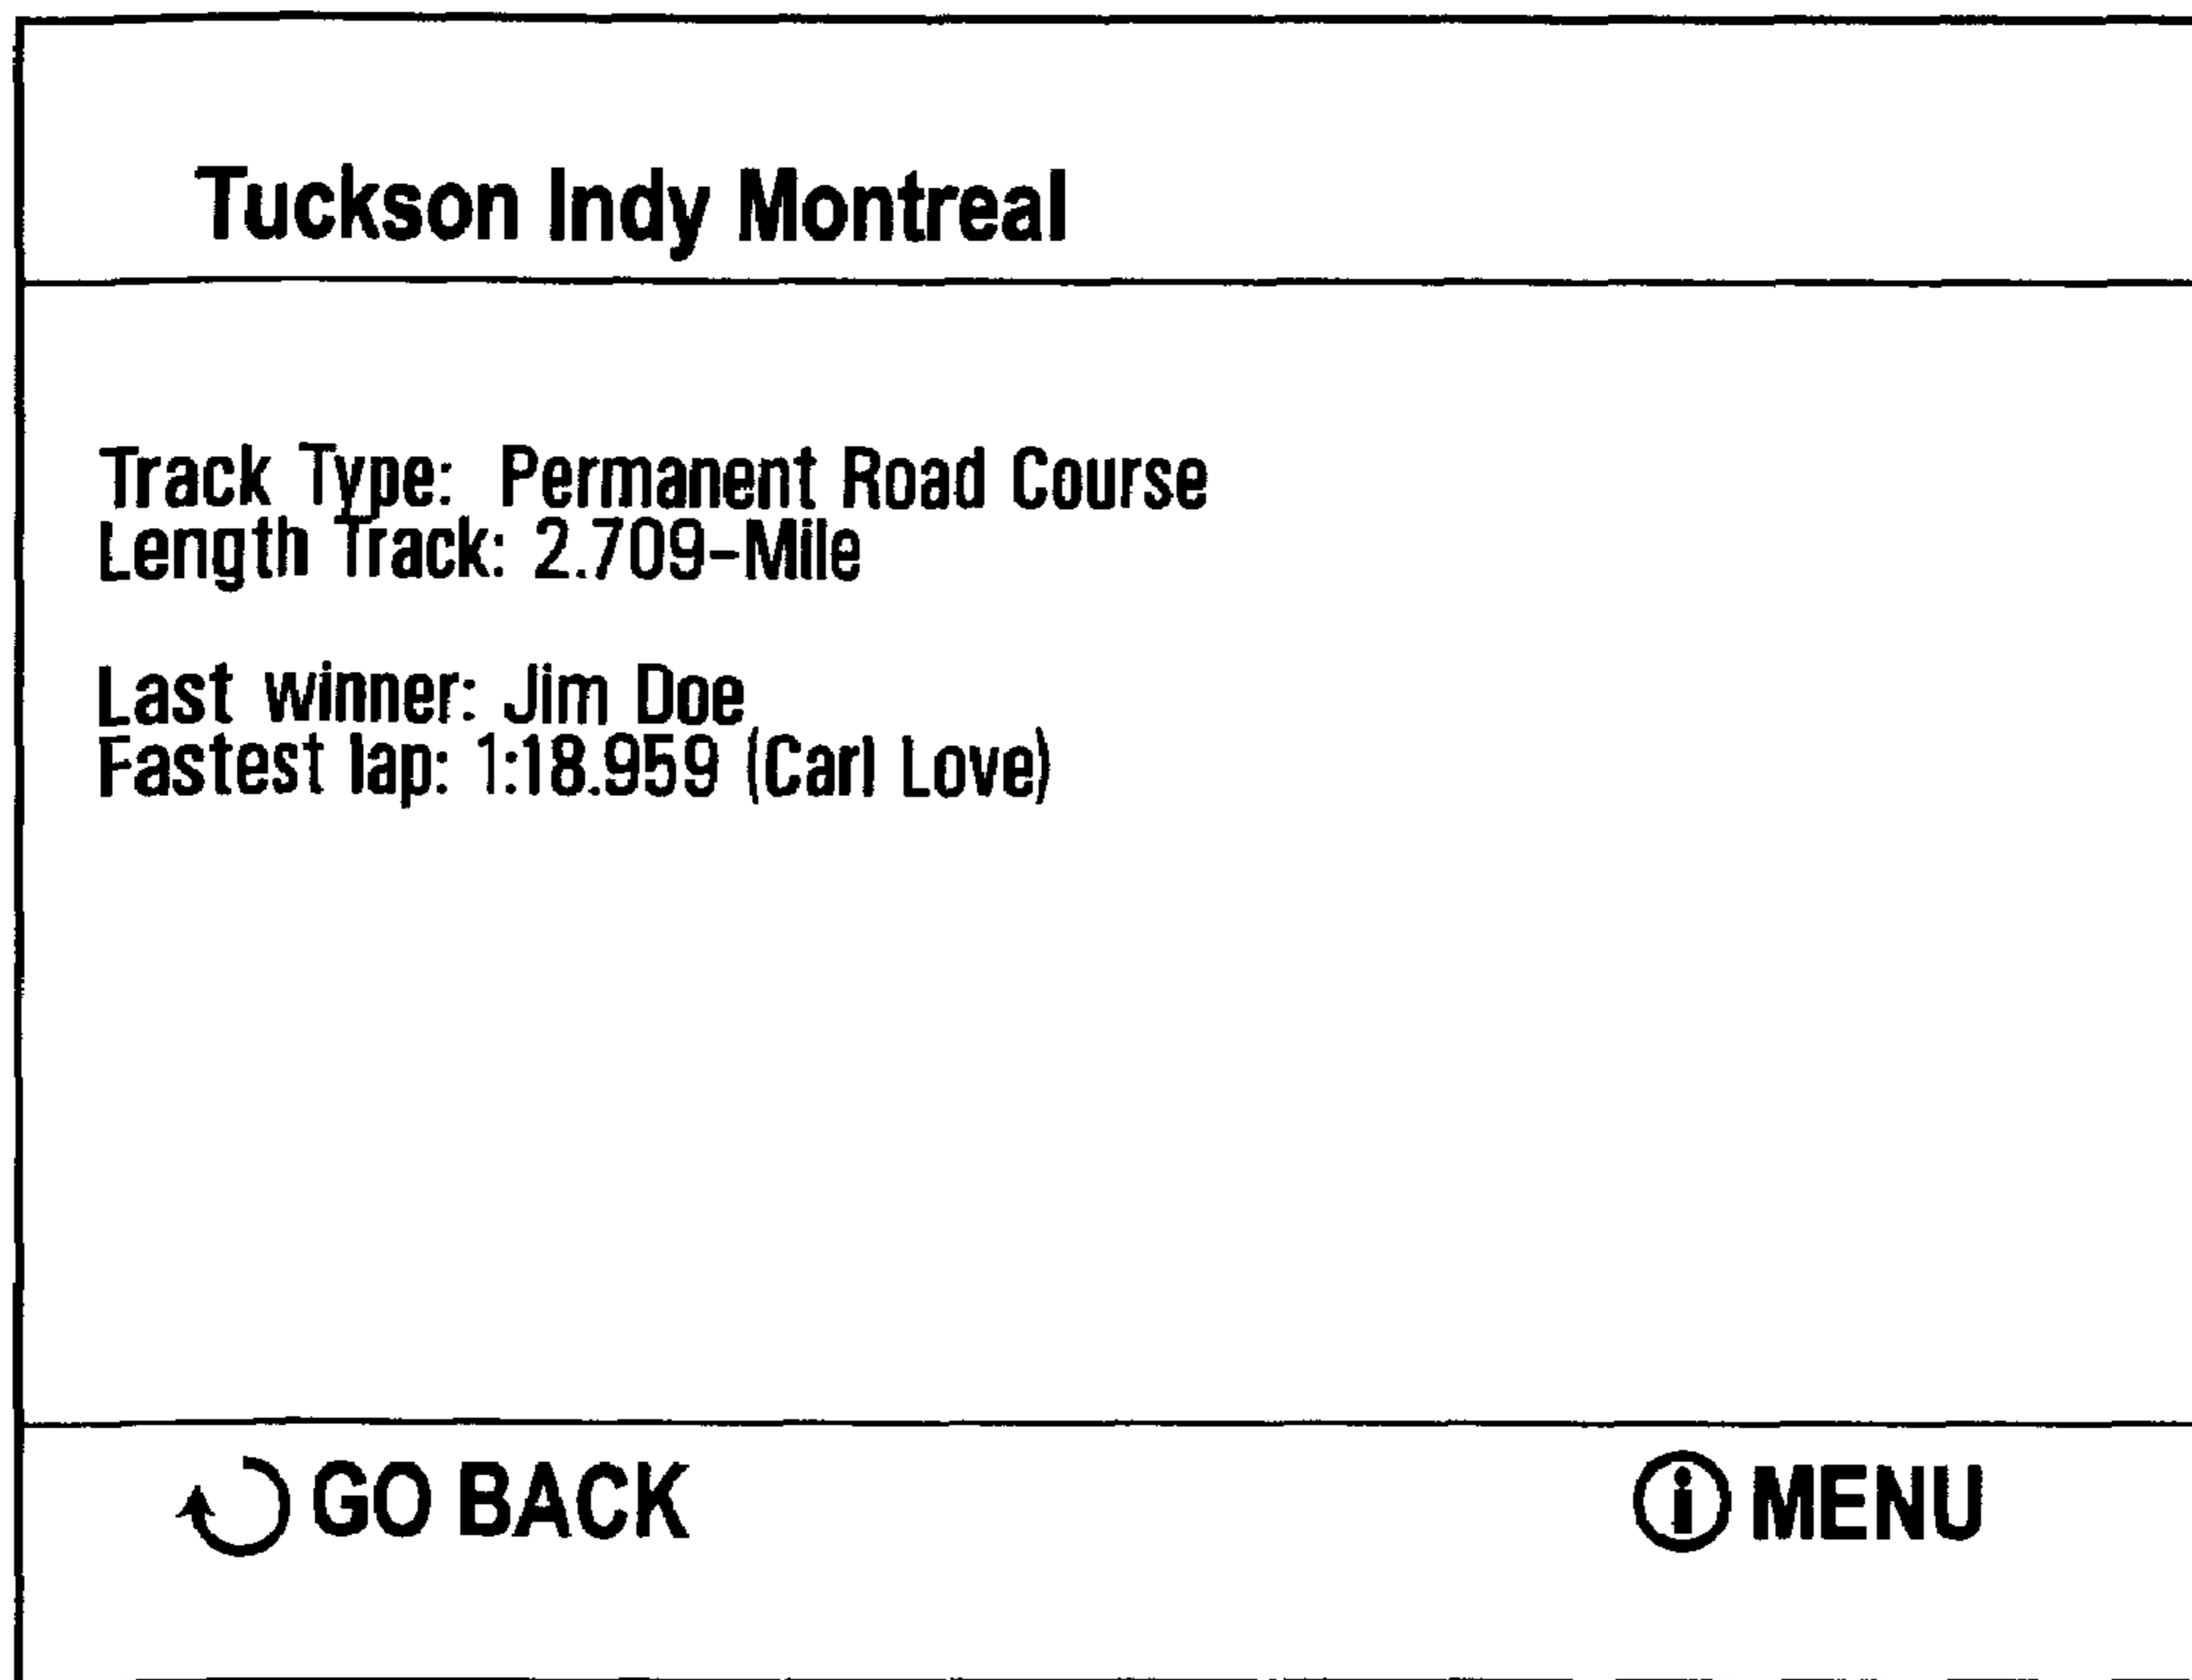 Tuckson Indy Montreal
Track Type: Permanent Road Course
Length Track: 2.709-Mile
Last winner: Jim Doe
Fastest lap: 1:18.959 (Carl Love)
GO BACK
MENU